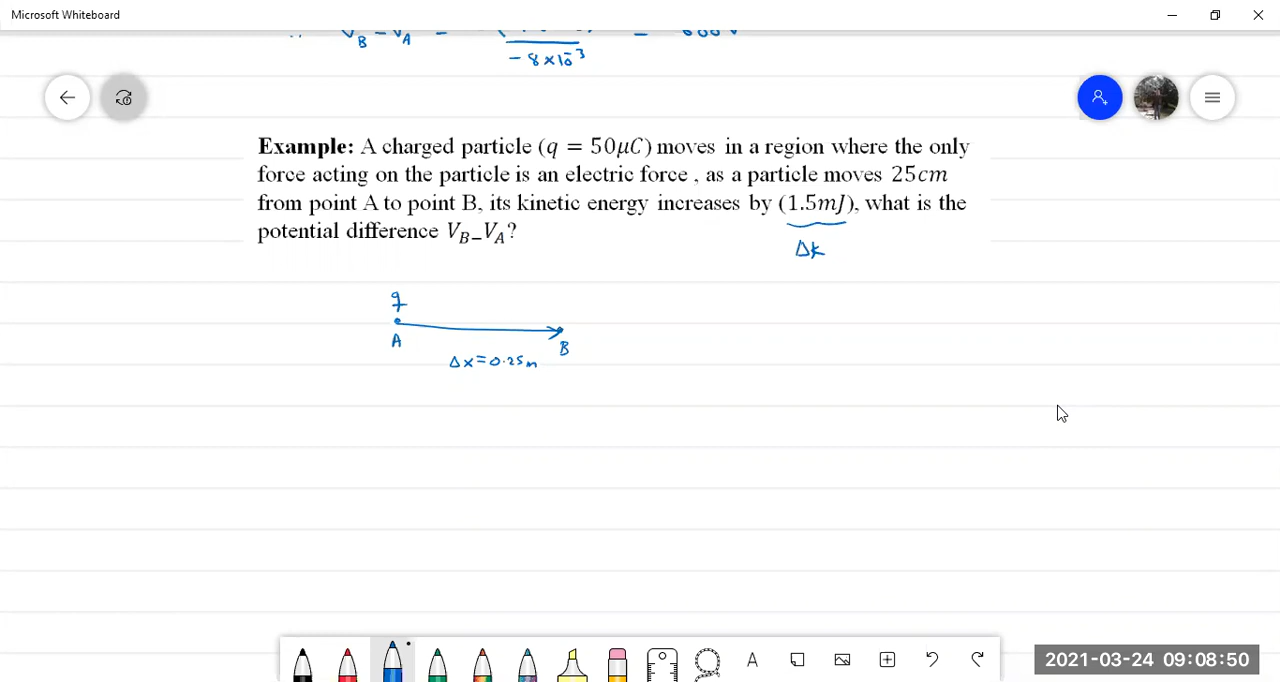 Microsoft Whiteboard
V_B - V_A =
- 8 × 10^-3
Example: A charged particle (q = 50μC) moves in a region where the only
force acting on the particle is an electric force , as a particle moves 25cm
from point A to point B, its kinetic energy increases by (1.5mJ), what is the
potential difference V_B_V_A?
Δk
q
A
B
Δx = 0.25m
A
2021-03-24 09:08:50